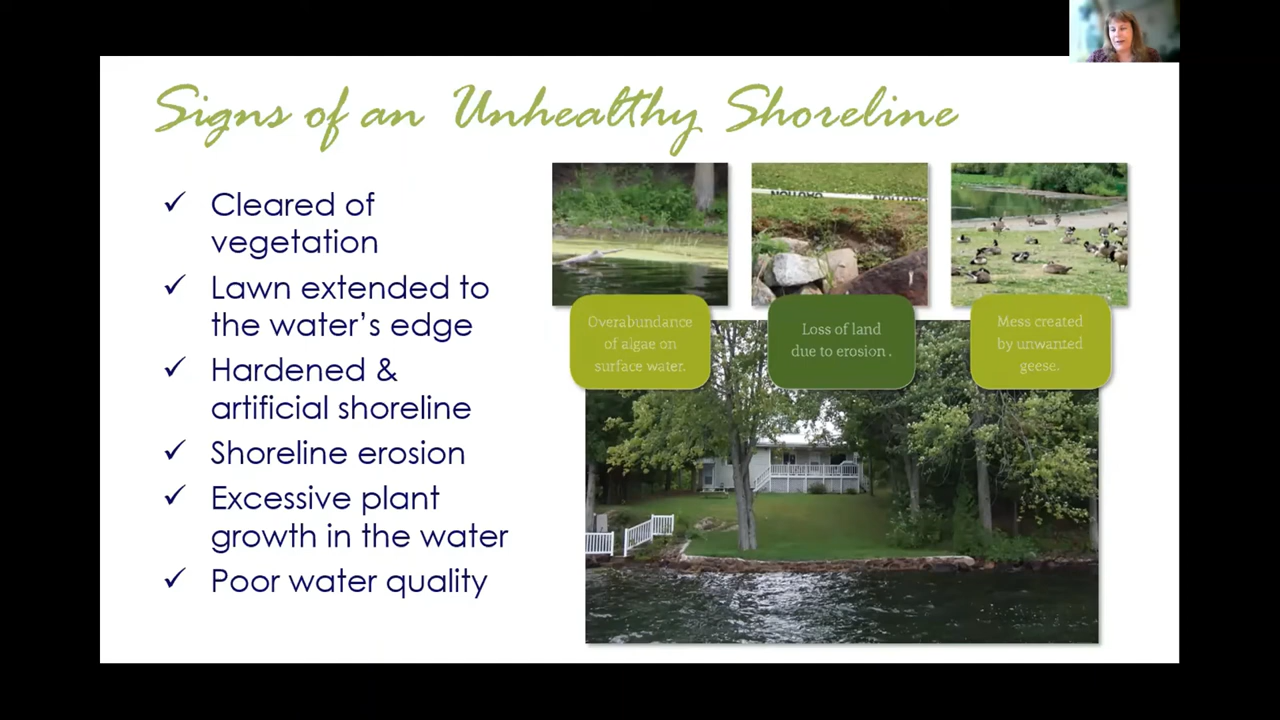 Signs of an Unhealthy Shoreline
✓ Cleared of
vegetation
✓ Lawn extended to
the water's edge
✓ Hardened &
artificial shoreline
✓ Shoreline erosion
✓ Excessive plant
growth in the water
✓ Poor water quality
CAUTION
Overabundance
of algae on
surface water.
Loss of land
due to erosion.
Mess created
by unwanted
geese.